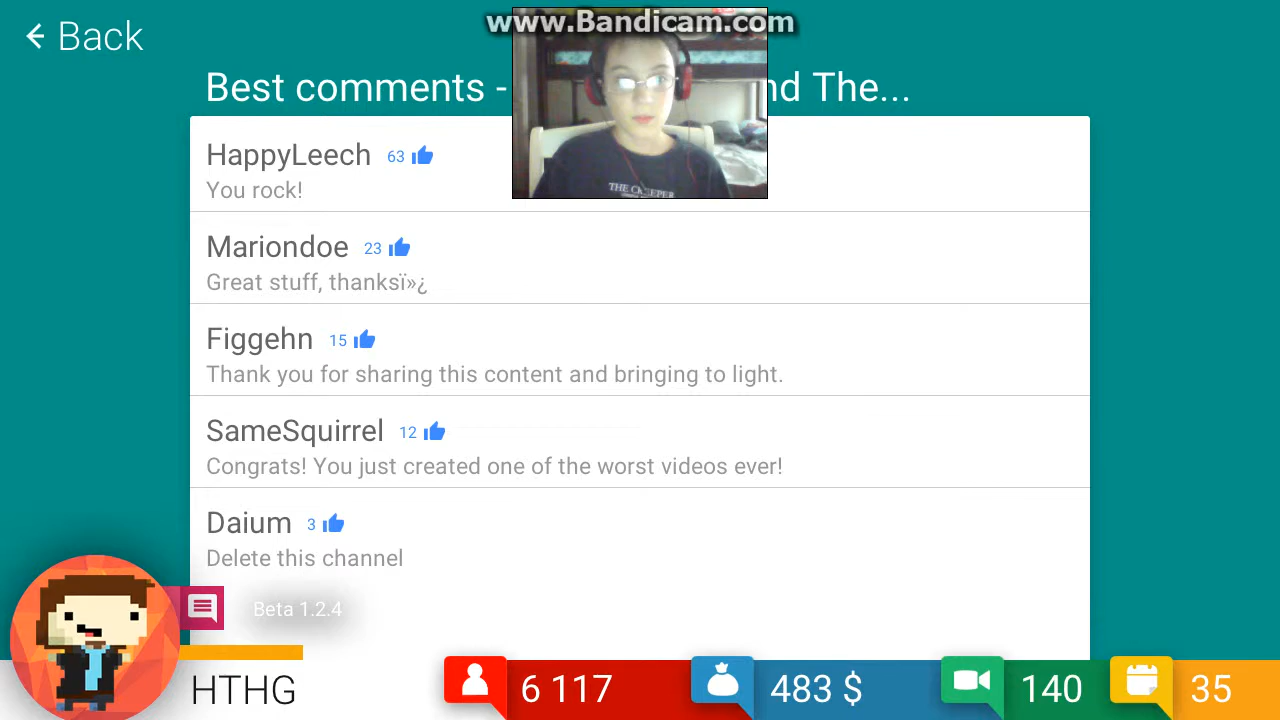 www.Bandicam.com
Back
Best comments - nd The...
HappyLeech 63
You rock!
Mariondoe 23
Great stuff, thanksï»¿
Figgehn 15
Thank you for sharing this content and bringing to light.
SameSquirrel 12
Congrats! You just created one of the worst videos ever!
Daium 3
Delete this channel
Beta 1.2.4
HTHG
6 117
483 $
140
35
THE CREEPER